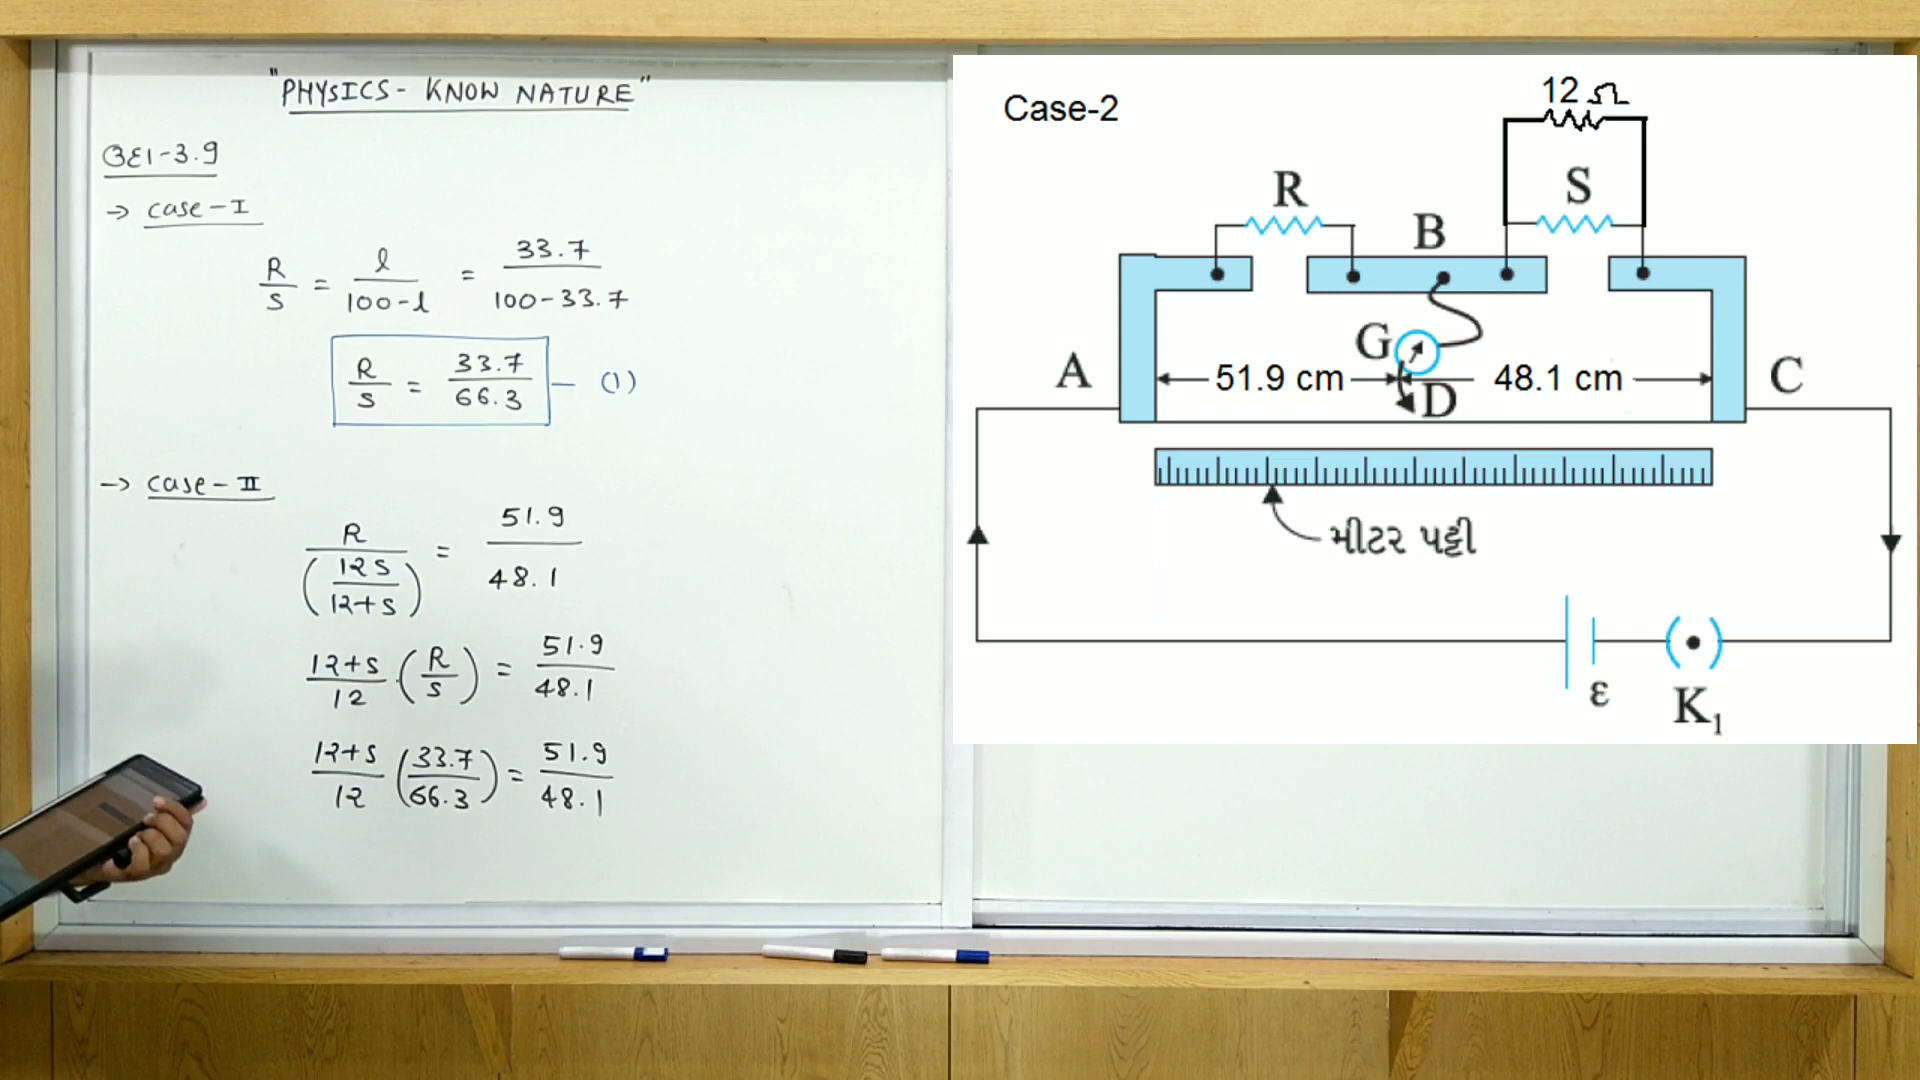 "PHYSICS- KNOW NATURE"
ઉદા-3.9
→ Case-I
R/S = l/100-l = 33.7/100-33.7
R/S = 33.7/66.3 — (1)
→ Case-II
R/(12S/12+S) = 51.9/48.1
12+S/12 . (R/S) = 51.9/48.1
12+S/12 (33.7/66.3) = 51.9/48.1
Case-2
12 Ω
R
S
B
G
A
51.9 cm
48.1 cm
C
D
મીટર પટ્ટી
ε
K₁